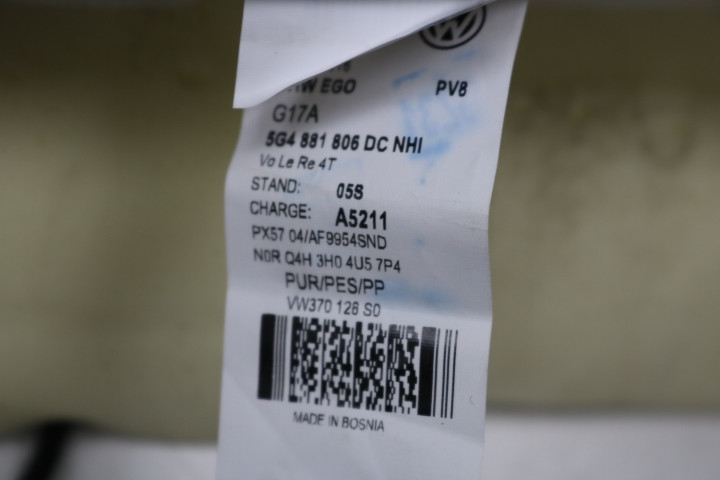 EGO PV8
G17A
5G4 881 806 DC NHI
Vo Le Re 4T
STAND: 05S
CHARGE: A5211
PX57 04/AF9954SND
N0R Q4H 3H0 4U5 7P4
PUR/PES/PP
VW370 128 S0
MADE IN BOSNIA